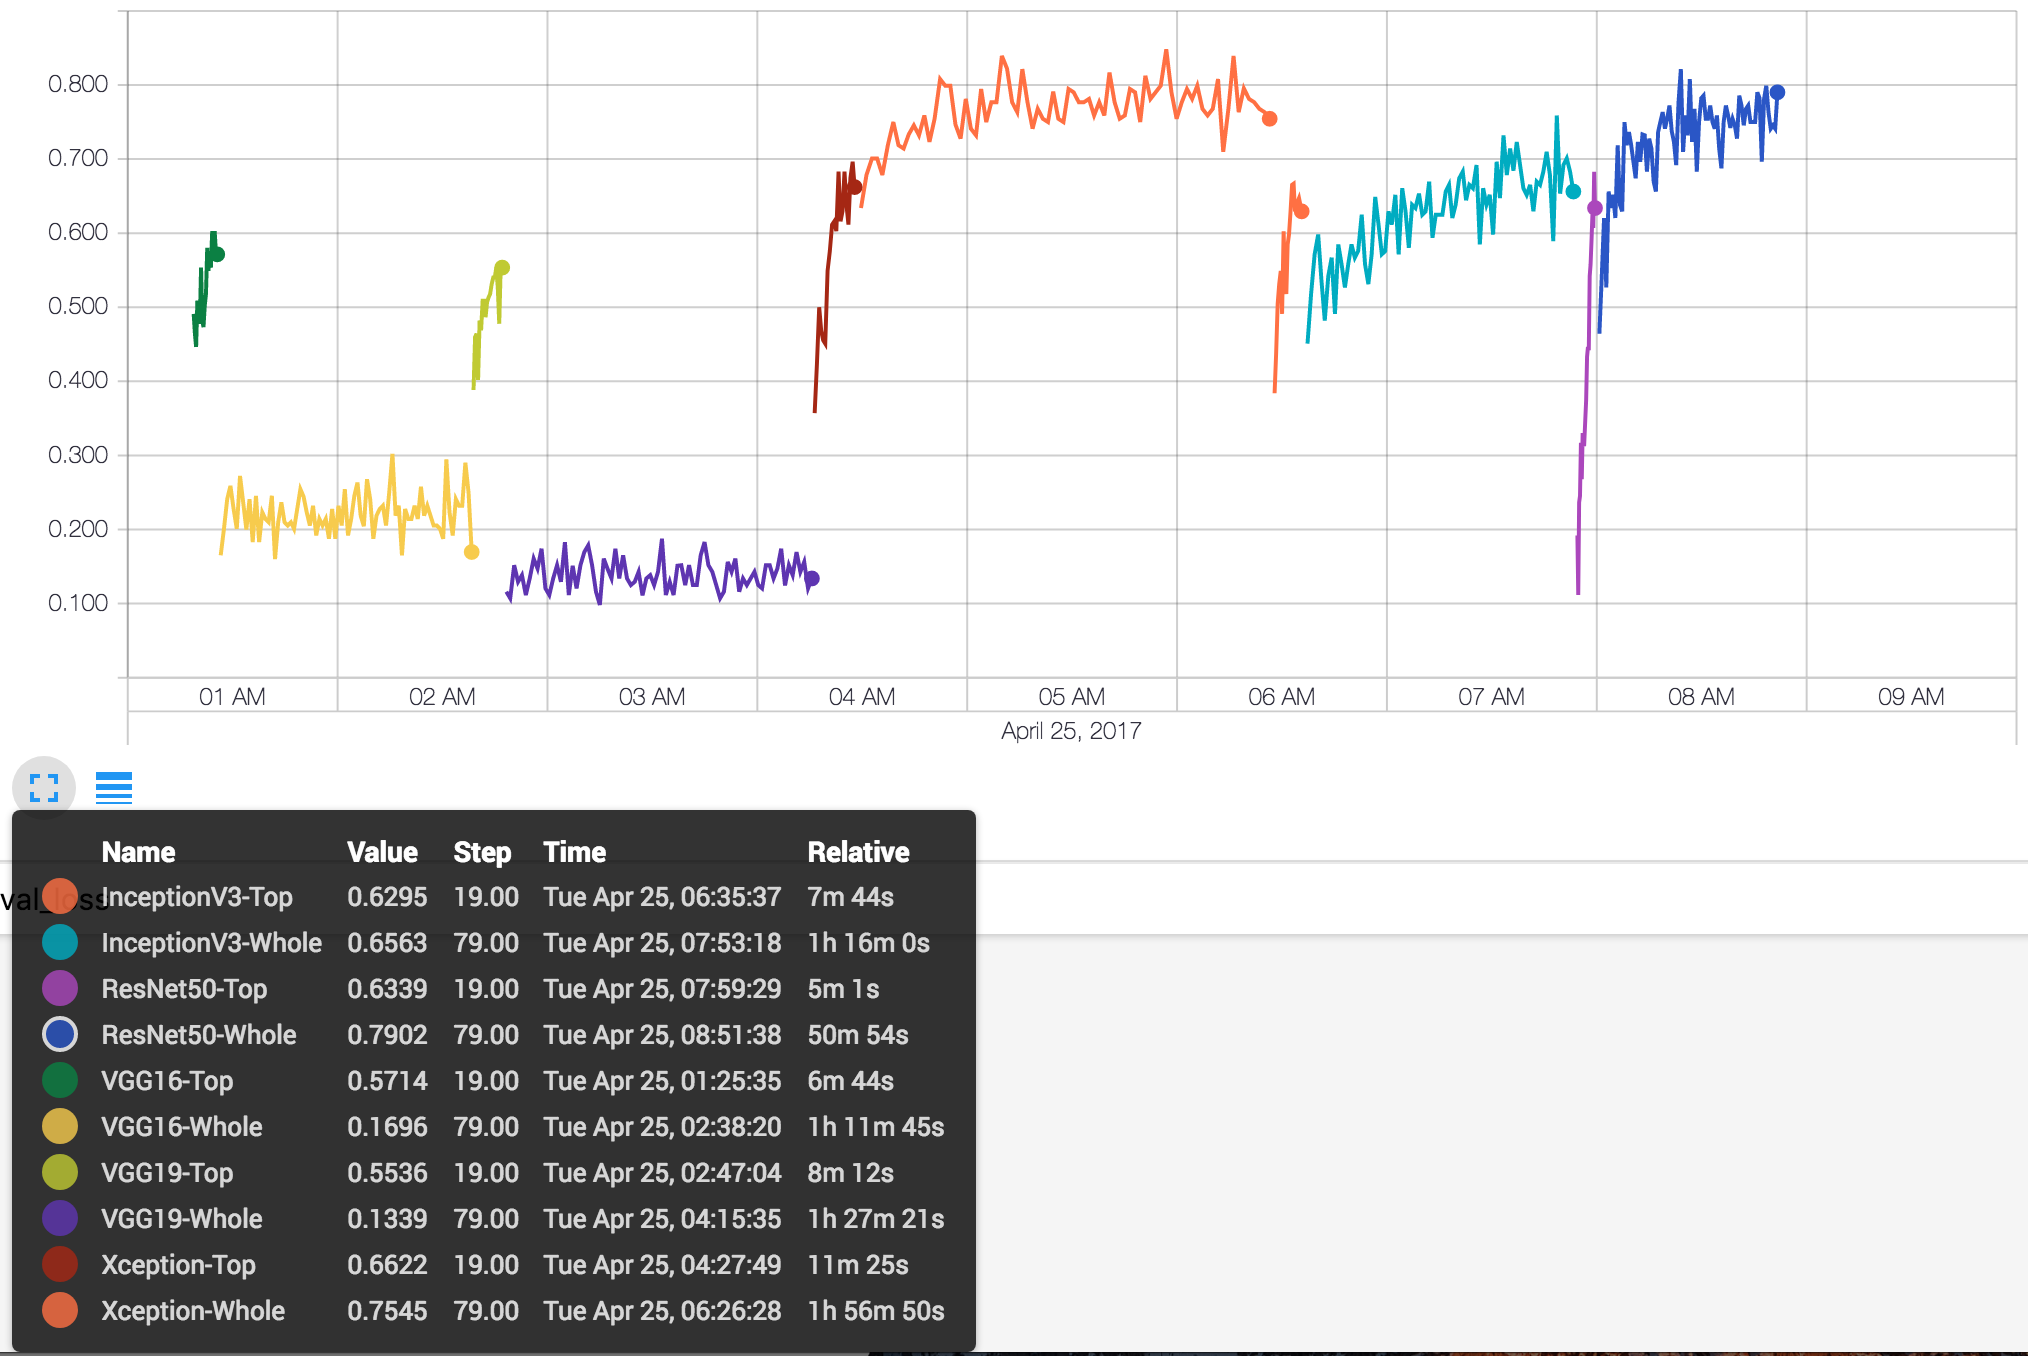 0.800
0.700
0.600
0.500
0.400
0.300
0.200
0.100
01 AM 02 AM 03 AM 04 AM 05 AM 06 AM 07 AM 08 AM 09 AM
April 25, 2017
Name Value Step Time Relative
val_loss
InceptionV3-Top 0.6295 19.00 Tue Apr 25, 06:35:37 7m 44s
InceptionV3-Whole 0.6563 79.00 Tue Apr 25, 07:53:18 1h 16m 0s
ResNet50-Top 0.6339 19.00 Tue Apr 25, 07:59:29 5m 1s
ResNet50-Whole 0.7902 79.00 Tue Apr 25, 08:51:38 50m 54s
VGG16-Top 0.5714 19.00 Tue Apr 25, 01:25:35 6m 44s
VGG16-Whole 0.1696 79.00 Tue Apr 25, 02:38:20 1h 11m 45s
VGG19-Top 0.5536 19.00 Tue Apr 25, 02:47:04 8m 12s
VGG19-Whole 0.1339 79.00 Tue Apr 25, 04:15:35 1h 27m 21s
Xception-Top 0.6622 19.00 Tue Apr 25, 04:27:49 11m 25s
Xception-Whole 0.7545 79.00 Tue Apr 25, 06:26:28 1h 56m 50s